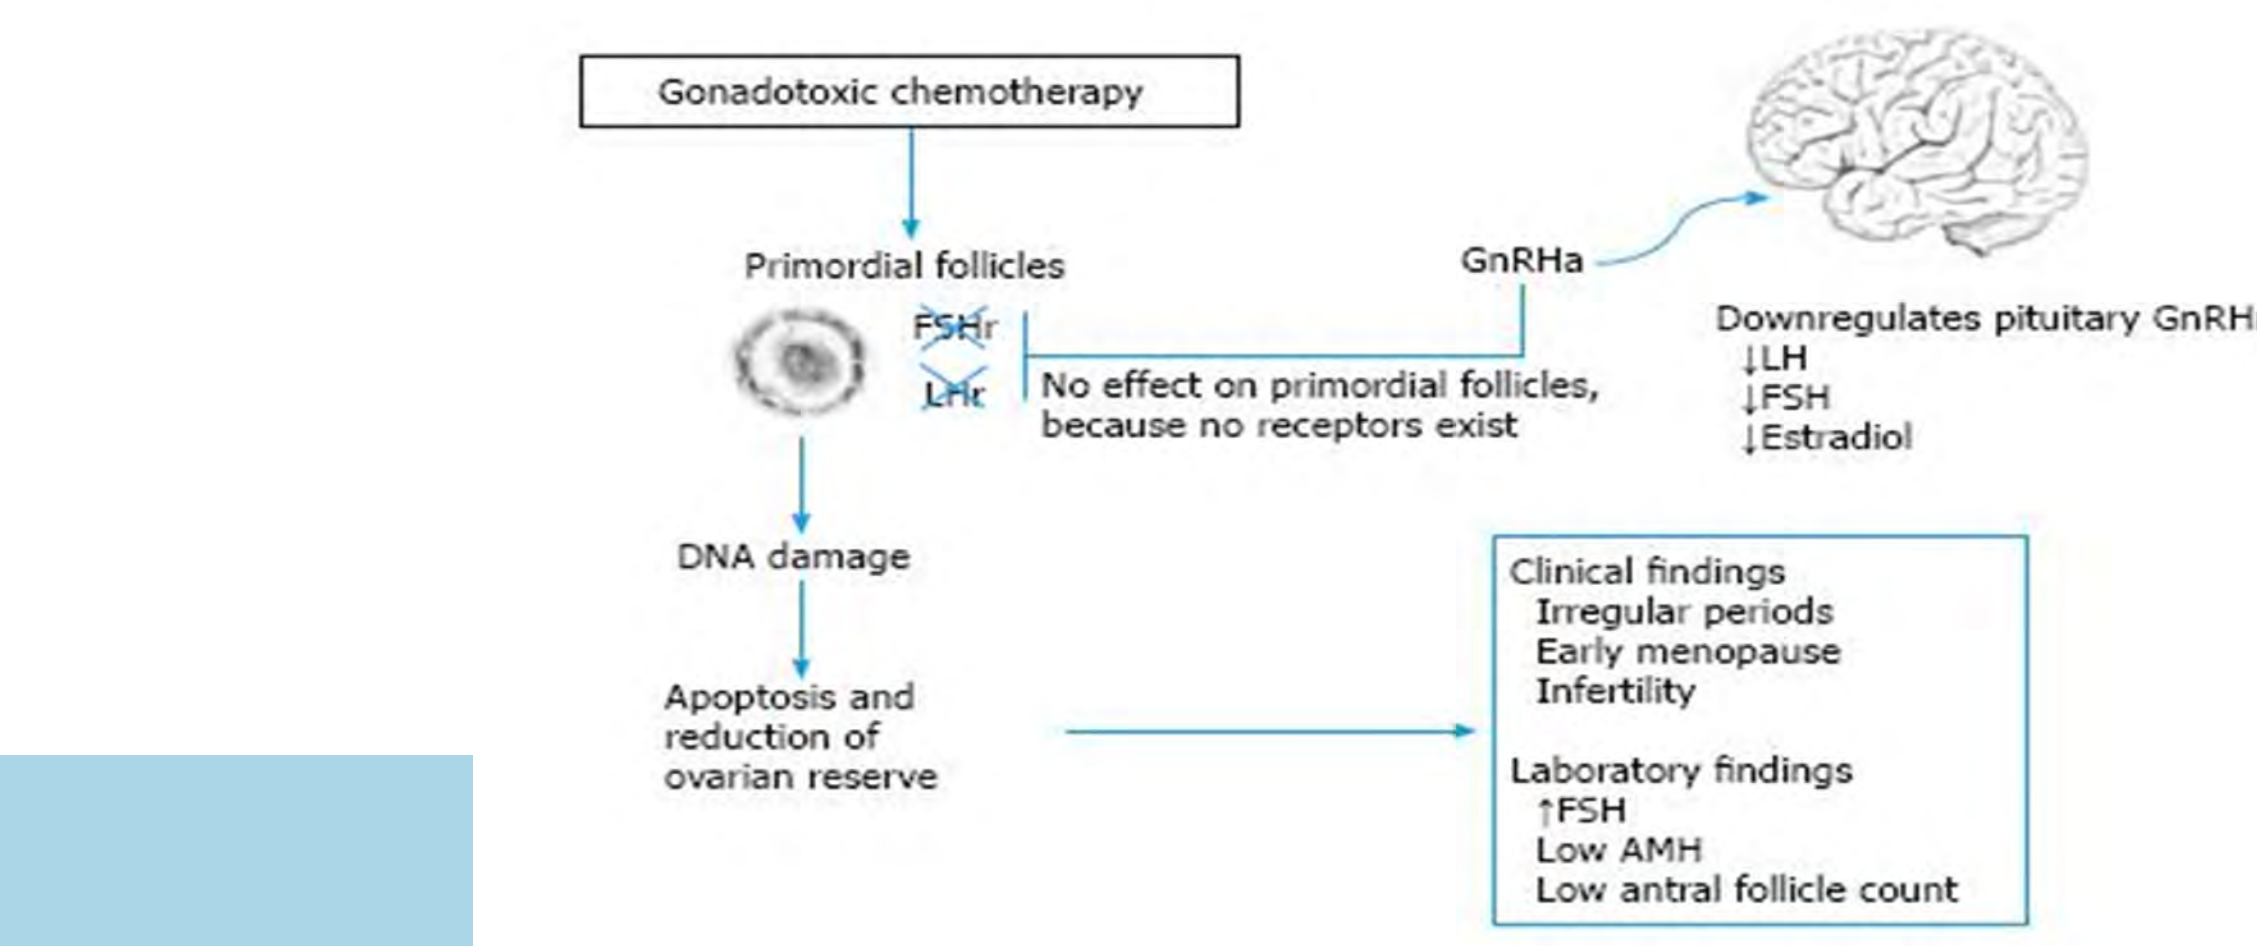 Gonadotoxic chemotherapy
Primordial follicles
FSHr
LHr
GnRHa
No effect on primordial follicles,
because no receptors exist
Downregulates pituitary GnRH
↓LH
↓FSH
↓Estradiol
DNA damage
Apoptosis and
reduction of
ovarian reserve
Clinical findings
Irregular periods
Early menopause
Infertility
Laboratory findings
↑FSH
Low AMH
Low antral follicle count